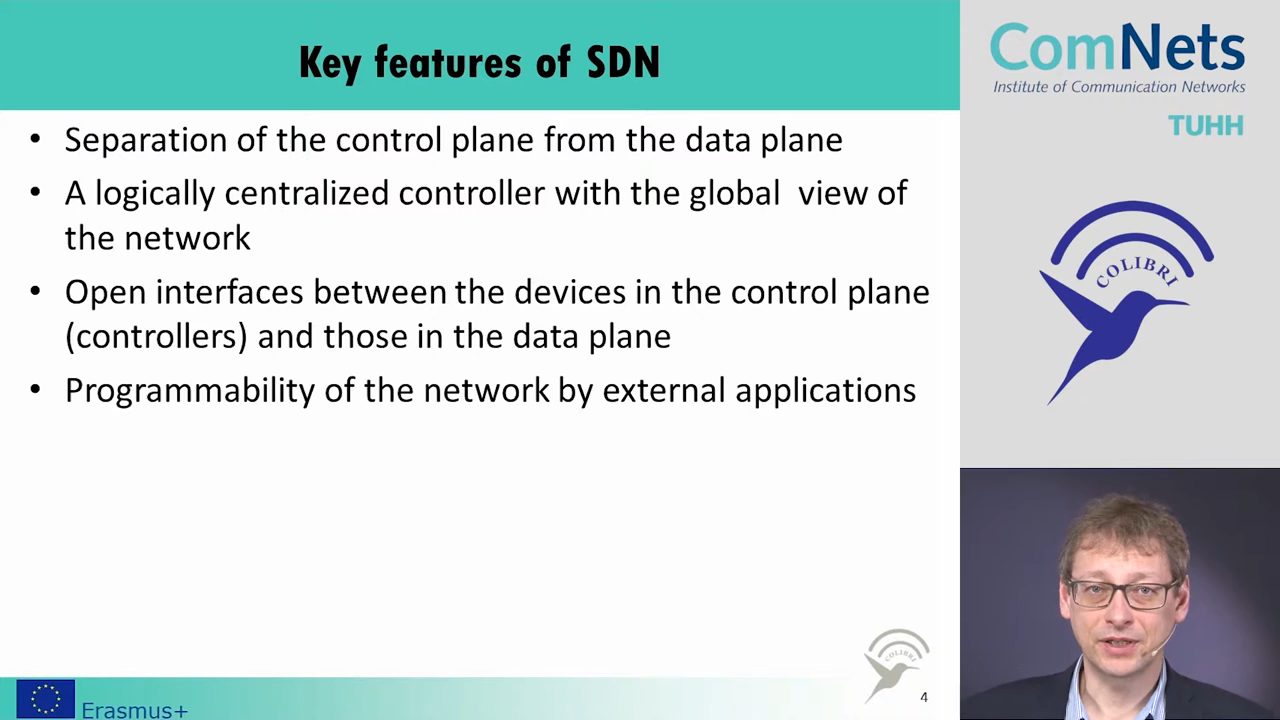 Key features of SDN
• Separation of the control plane from the data plane
• A logically centralized controller with the global view of
the network
• Open interfaces between the devices in the control plane
(controllers) and those in the data plane
• Programmability of the network by external applications
COLIBRI
4
Erasmus+
ComNets
Institute of Communication Networks
TUHH
COLIBRI